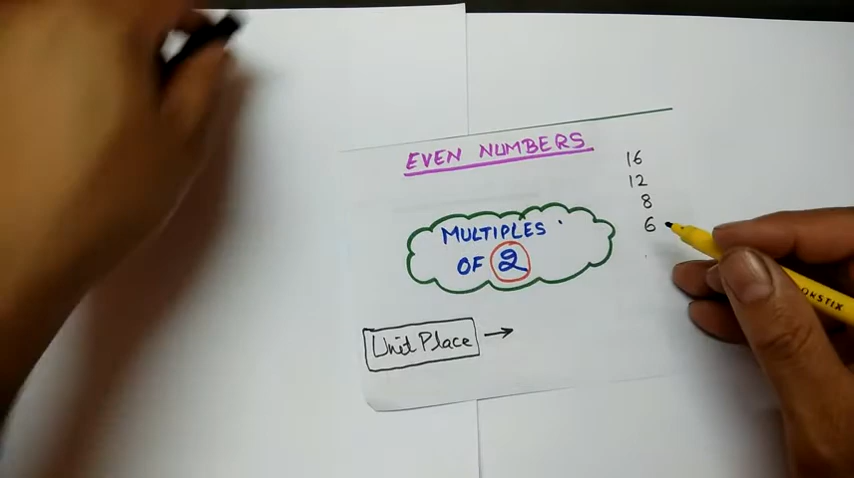 EVEN NUMBERS
16
12
8
6
MULTIPLES
OF 2
Unit Place →